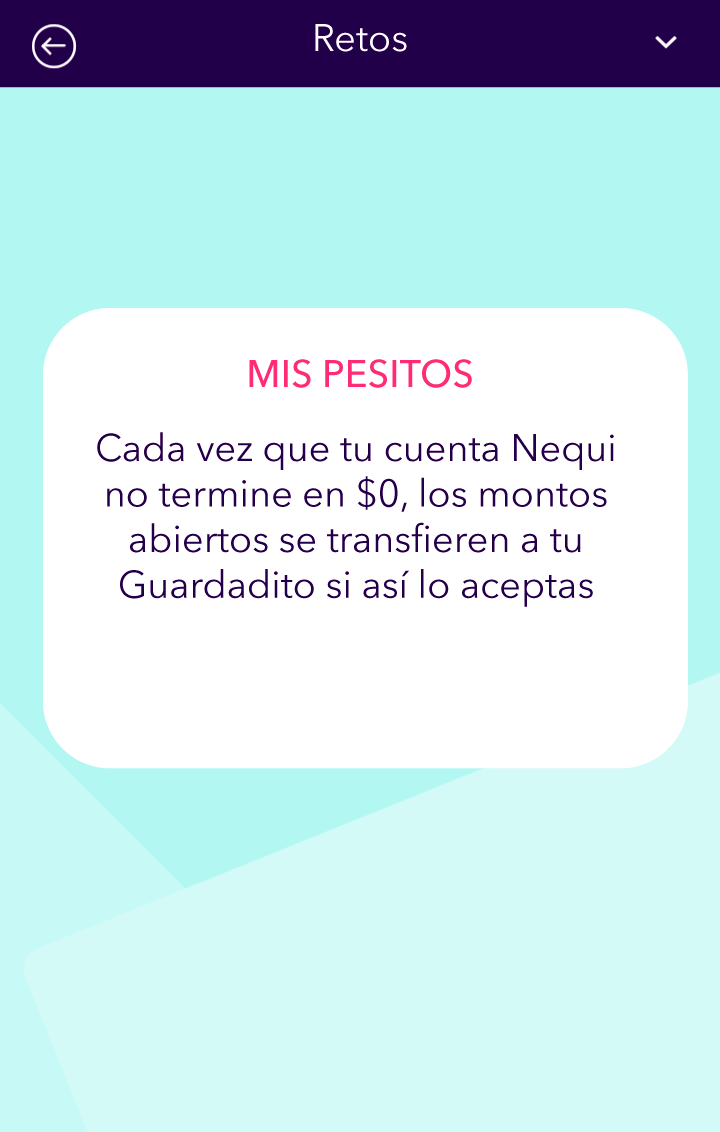 Retos
MIS PESITOS
Cada vez que tu cuenta Nequi
no termine en $0, los montos
abiertos se transfieren a tu
Guardadito si así lo aceptas